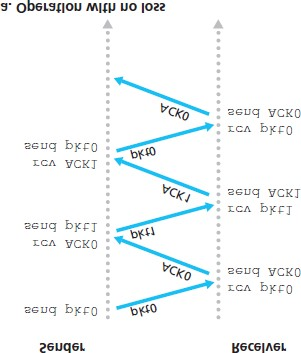 Sender Receiver
send pkt0
pkt0
rcv pkt0
send ACK0
ACK0
rcv ACK0
send pkt1
pkt1
rcv pkt1
send ACK1
ACK1
rcv ACK1
send pkt0
pkt0
rcv pkt0
send ACK0
ACK0
a. Operation with no loss